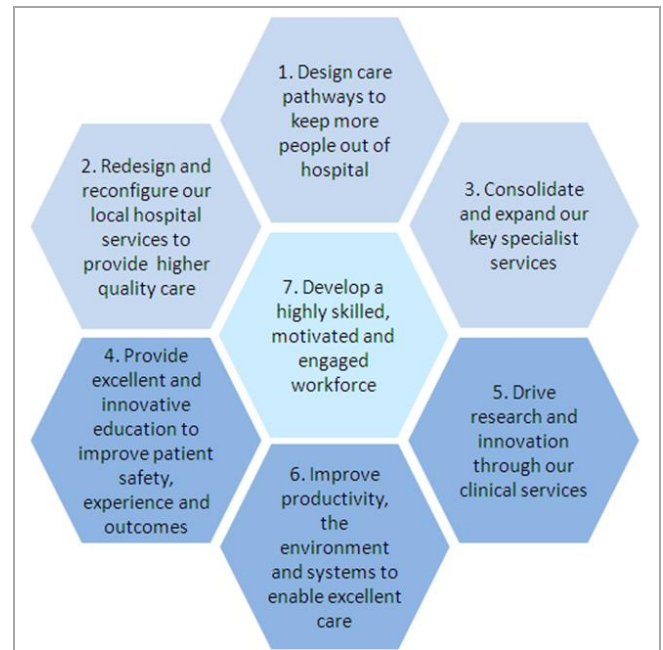 1. Design care
pathways to
keep more
people out of
hospital
2. Redesign and
reconfigure our
local hospital
services to
provide higher
quality care
3. Consolidate
and expand our
key specialist
services
7. Develop a
highly skilled,
motivated and
engaged
workforce
4. Provide
excellent and
innovative
education to
improve patient
safety,
experience and
outcomes
5. Drive
research and
innovation
through our
clinical services
6. Improve
productivity,
the
environment
and systems to
enable excellent
care